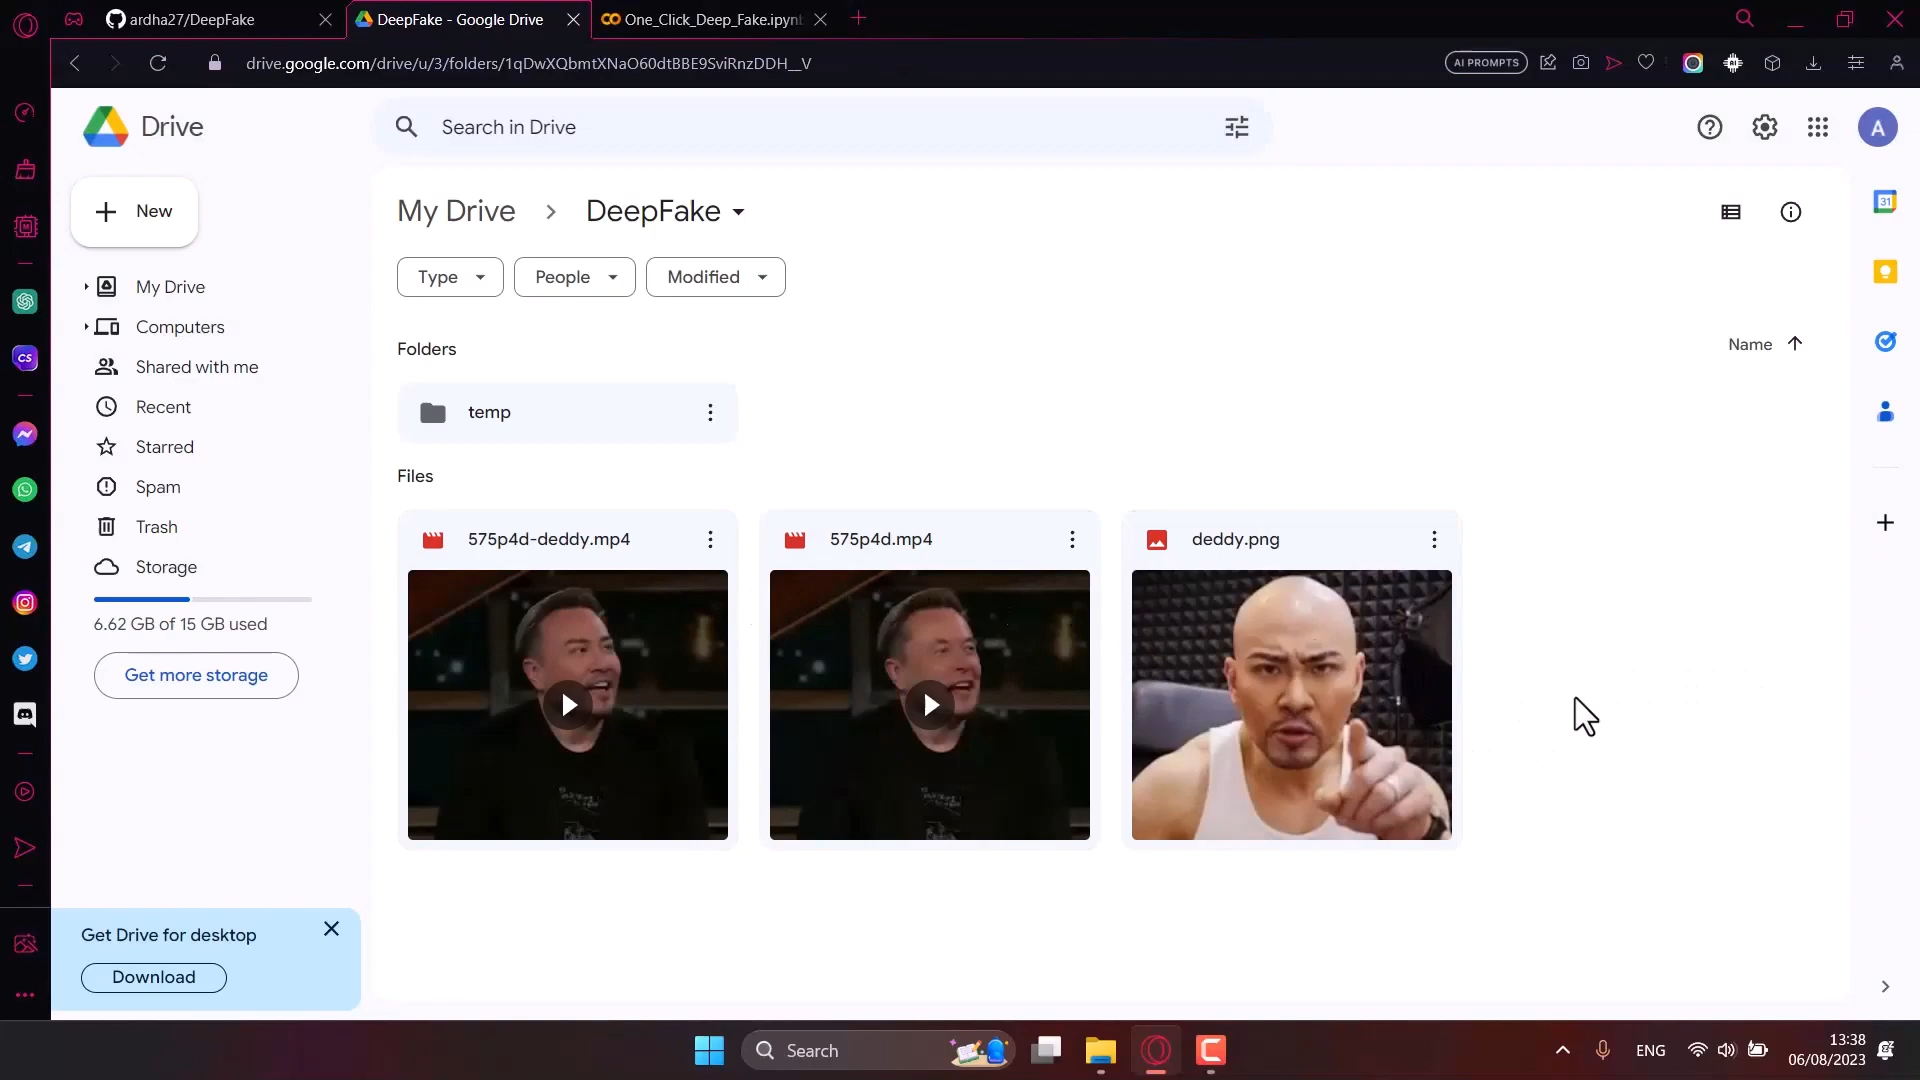 ardha27/DeepFake
DeepFake - Google Drive
One_Click_Deep_Fake.ipynb
drive.google.com/drive/u/3/folders/1qDwXQbmtXNaO60dtBBE9SviRnzDDH__V
AI PROMPTS
Drive
Search in Drive
A
New
My Drive
DeepFake
31
Type
People
Modified
My Drive
Computers
Shared with me
Recent
Starred
Spam
Trash
Storage
6.62 GB of 15 GB used
Get more storage
Folders
Name
temp
Files
575p4d-deddy.mp4
575p4d.mp4
deddy.png
CS
Get Drive for desktop
Download
Search
ENG
13:38
06/08/2023